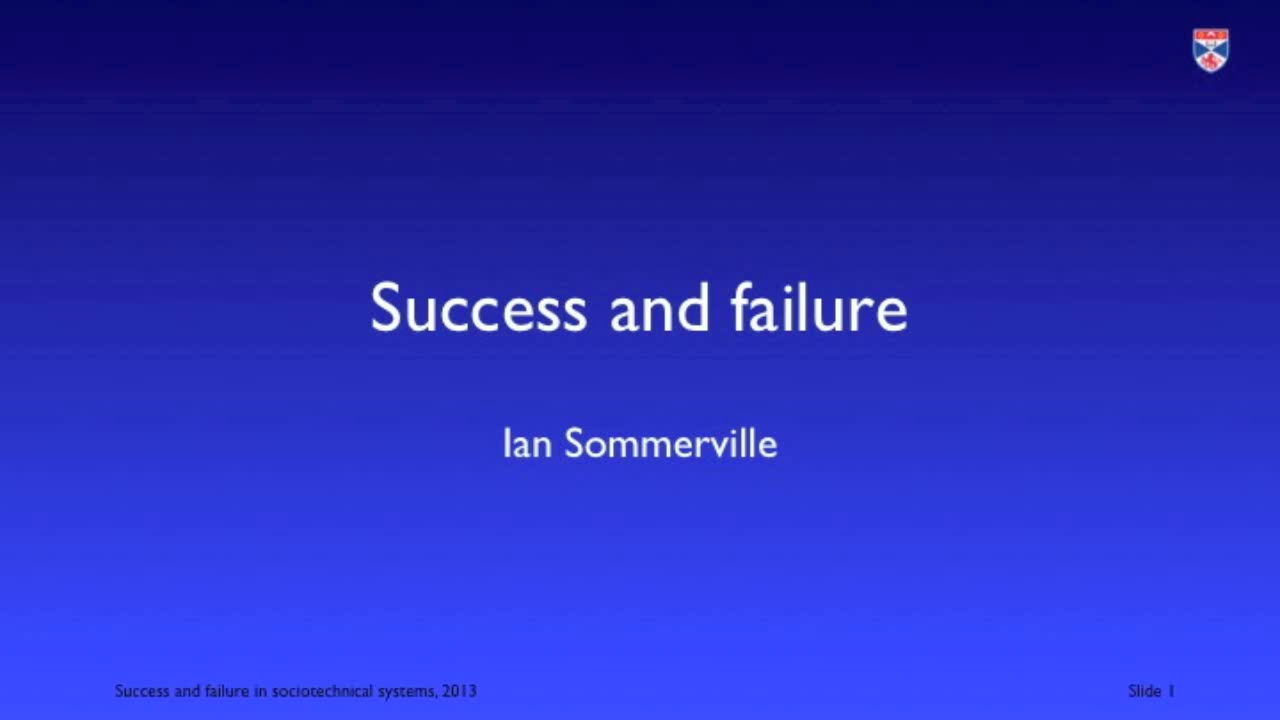 Success and failure
Ian Sommerville
Success and failure in sociotechnical systems, 2013
Slide 1